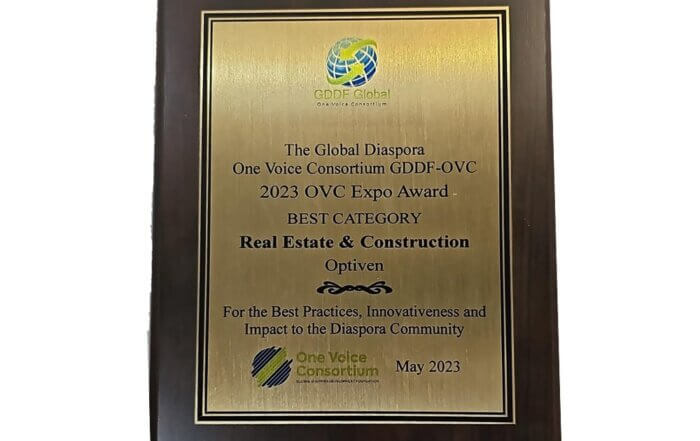 GDDF Global
One Voice Consortium
The Global Diaspora
One Voice Consortium GDDF-OVC
2023 OVC Expo Award
BEST CATEGORY
Real Estate & Construction
Optiven
For the Best Practices, Innovativeness and
Impact to the Diaspora Community
One Voice
Consortium
May 2023